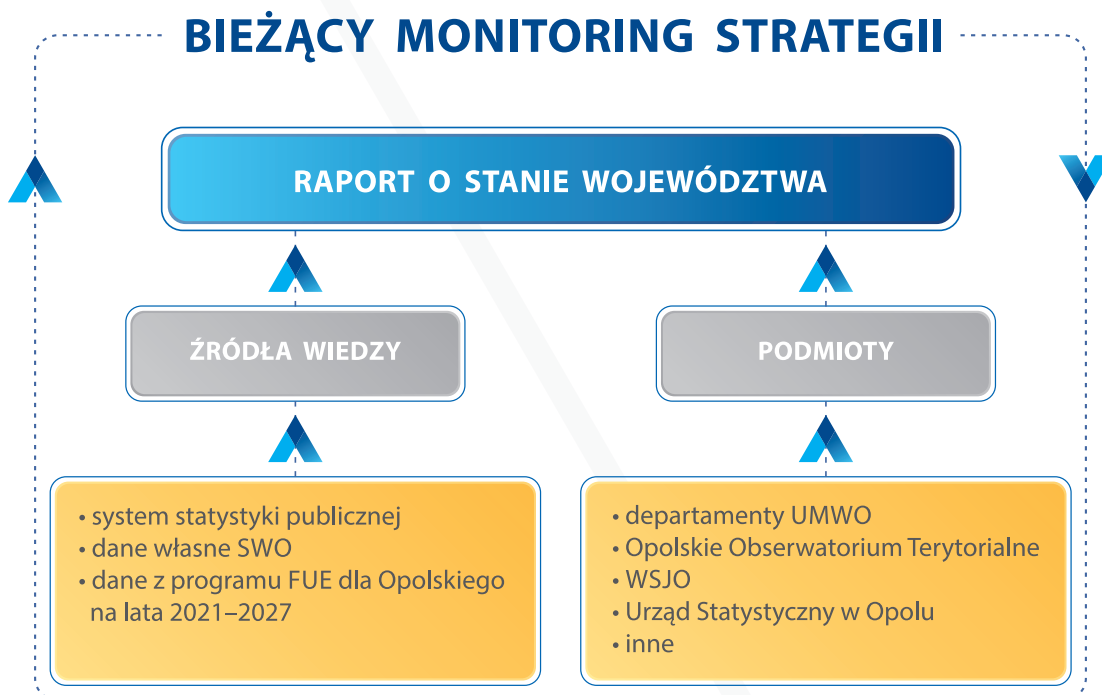 BIEŻĄCY MONITORING STRATEGII
RAPORT O STANIE WOJEWÓDZTWA
ŹRÓDŁA WIEDZY
PODMIOTY
• system statystyki publicznej
• dane własne SWO
• dane z programu FUE dla Opolskiego
na lata 2021–2027
• departamenty UMWO
• Opolskie Obserwatorium Terytorialne
• WSJO
• Urząd Statystyczny w Opolu
• inne